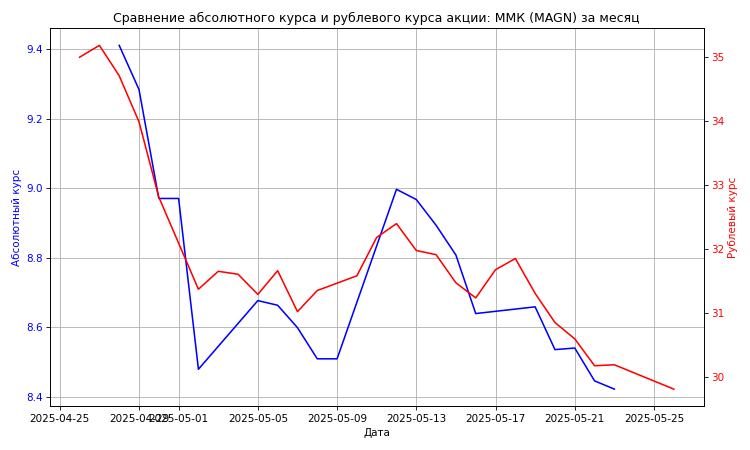 Сравнение абсолютного курса и рублевого курса акции: ММК (MAGN) за месяц
9.4
9.2
9.0
8.8
8.6
8.4
Абсолютный курс
35
34
33
32
31
30
Рублевый курс
2025-04-25 2025-04-29 2025-05-01 2025-05-05 2025-05-09 2025-05-13 2025-05-17 2025-05-21 2025-05-25
Дата